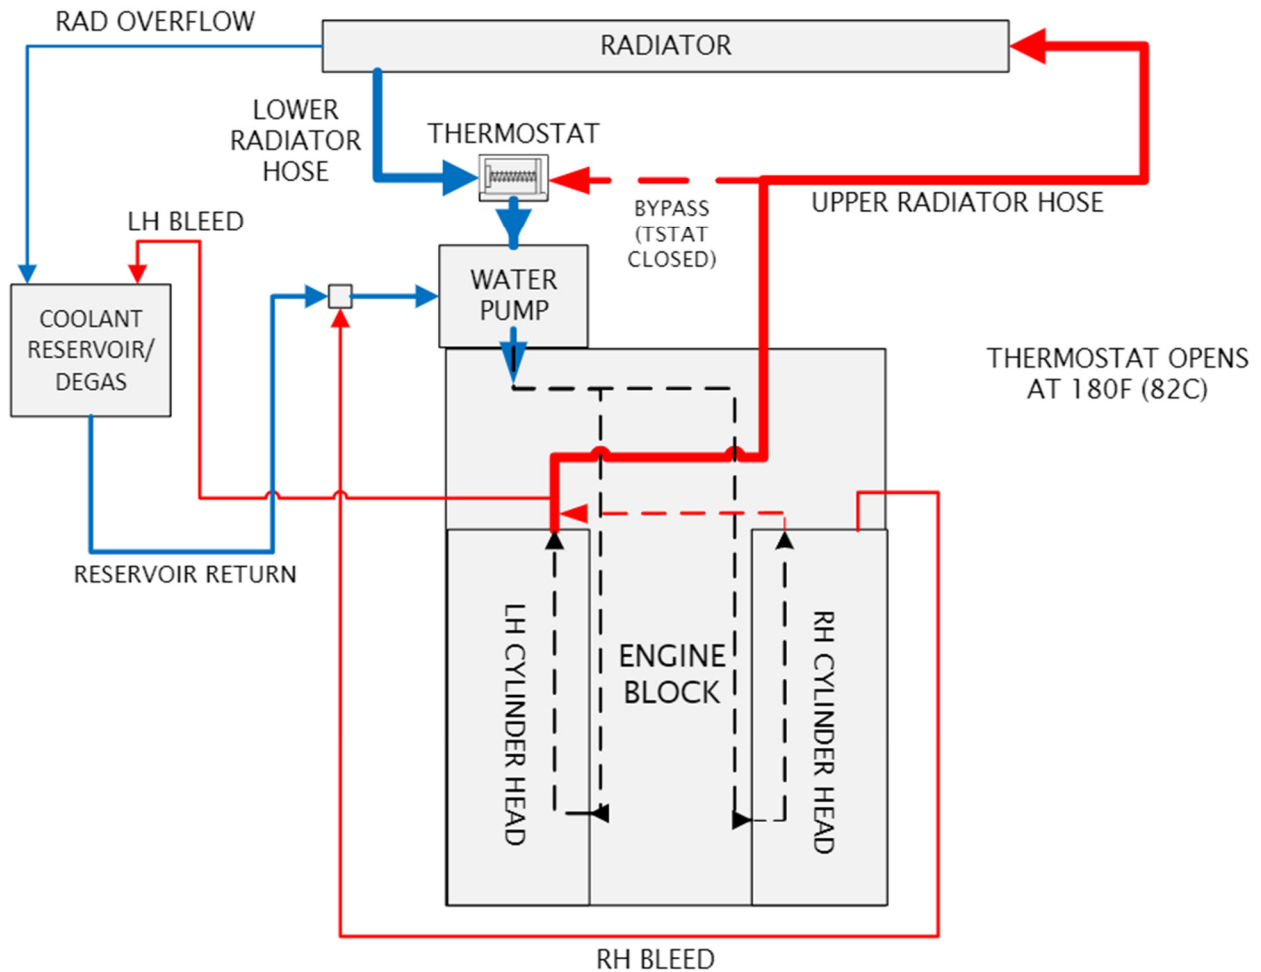 RAD OVERFLOW
RADIATOR
LOWER
RADIATOR
HOSE
THERMOSTAT
LH BLEED
BYPASS
(TSTAT
CLOSED)
UPPER RADIATOR HOSE
WATER
PUMP
COOLANT
RESERVOIR/
DEGAS
THERMOSTAT OPENS
AT 180F (82C)
RESERVOIR RETURN
LH CYLINDER HEAD
ENGINE
BLOCK
RH CYLINDER HEAD
RH BLEED